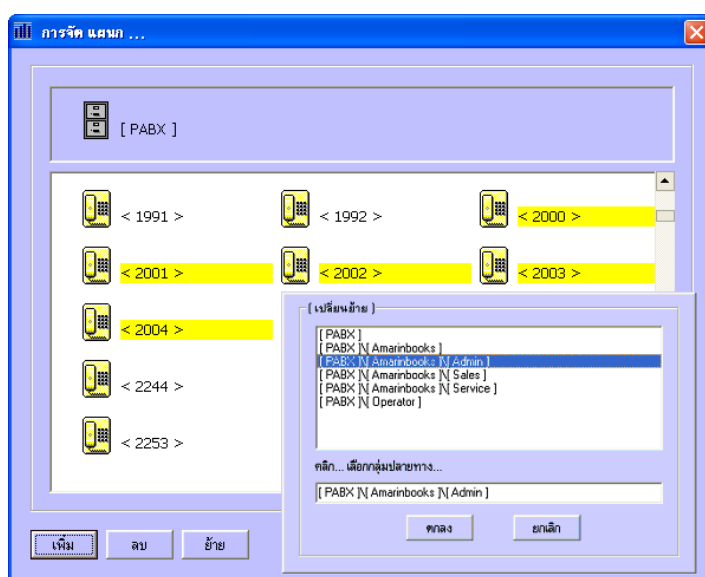 การจัด แผนก ...
[ PABX ]
< 1991 > < 1992 > < 2000 >
< 2001 > < 2002 > < 2003 >
< 2004 >
< 2244 >
< 2253 >
[ เปลี่ยนย้าย ]
[ PABX ]
[ PABX ]\[ Amarinbooks ]
[ PABX ]\[ Amarinbooks ]\[ Admin ]
[ PABX ]\[ Amarinbooks ]\[ Sales ]
[ PABX ]\[ Amarinbooks ]\[ Service ]
[ PABX ]\[ Operator ]
คลิก... เลือกกลุ่มปลายทาง...
[ PABX ]\[ Amarinbooks ]\[ Admin ]
ตกลง ยกเลิก
เพิ่ม ลบ ย้าย